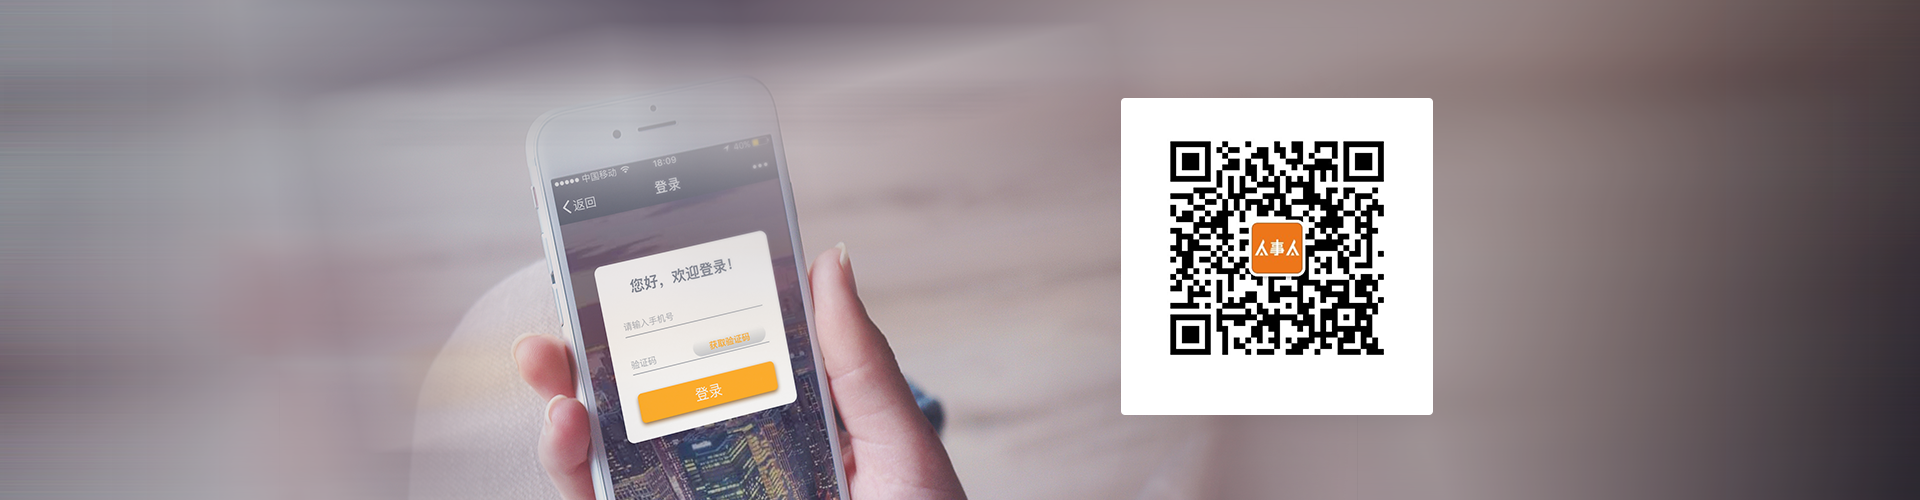 中国移动
18:09
40%
返回
登录
您好，欢迎登录！
请输入手机号
验证码
获取验证码
登录
人事人